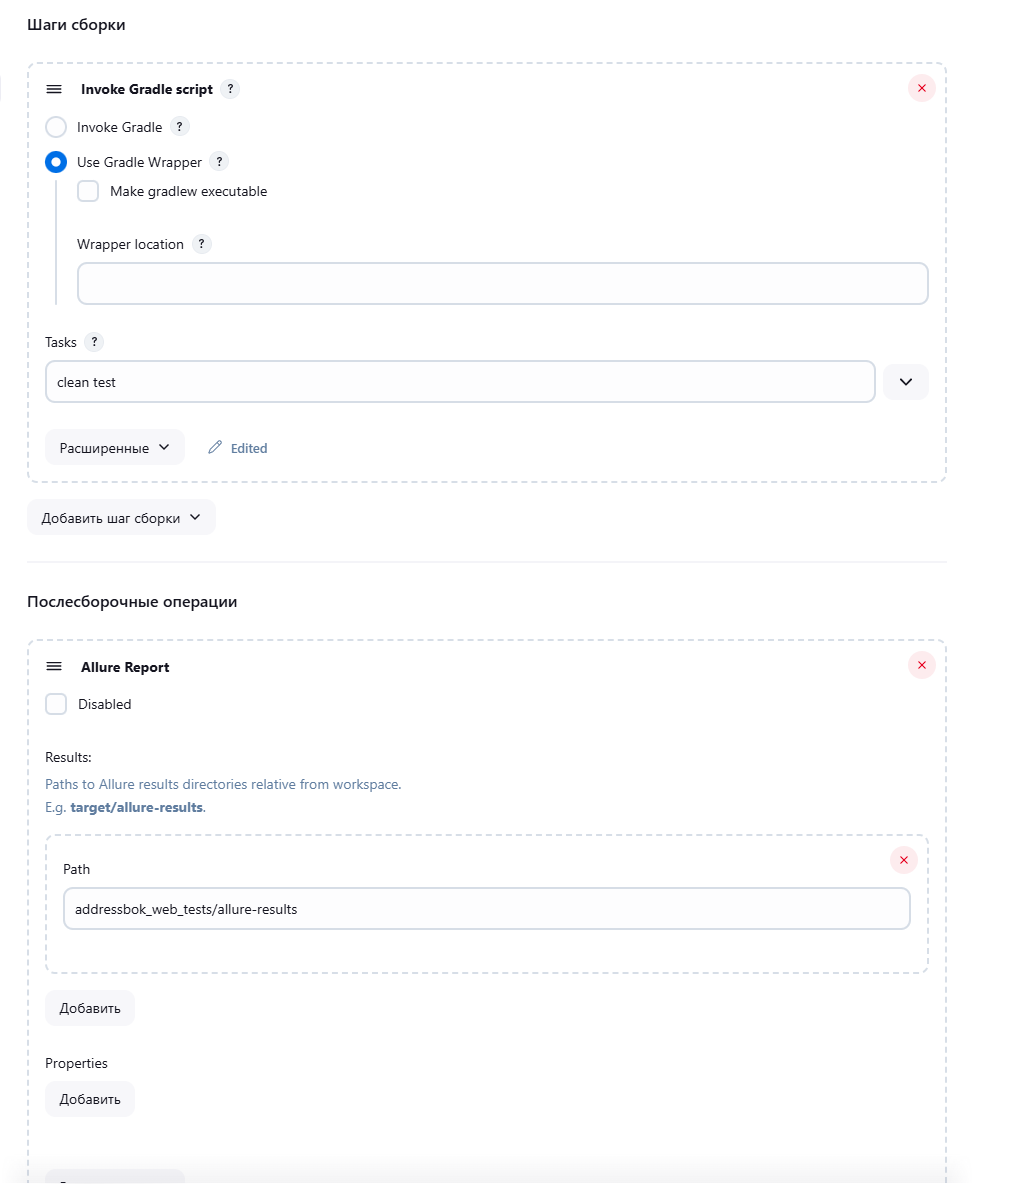 Шаги сборки
Invoke Gradle script ?
Invoke Gradle ?
Use Gradle Wrapper ?
Make gradlew executable
Wrapper location ?
Tasks ?
clean test
Расширенные
Edited
Добавить шаг сборки
Послесборочные операции
Allure Report
Disabled
Results:
Paths to Allure results directories relative from workspace.
E.g. target/allure-results.
Path
addressbok_web_tests/allure-results
Добавить
Properties
Добавить